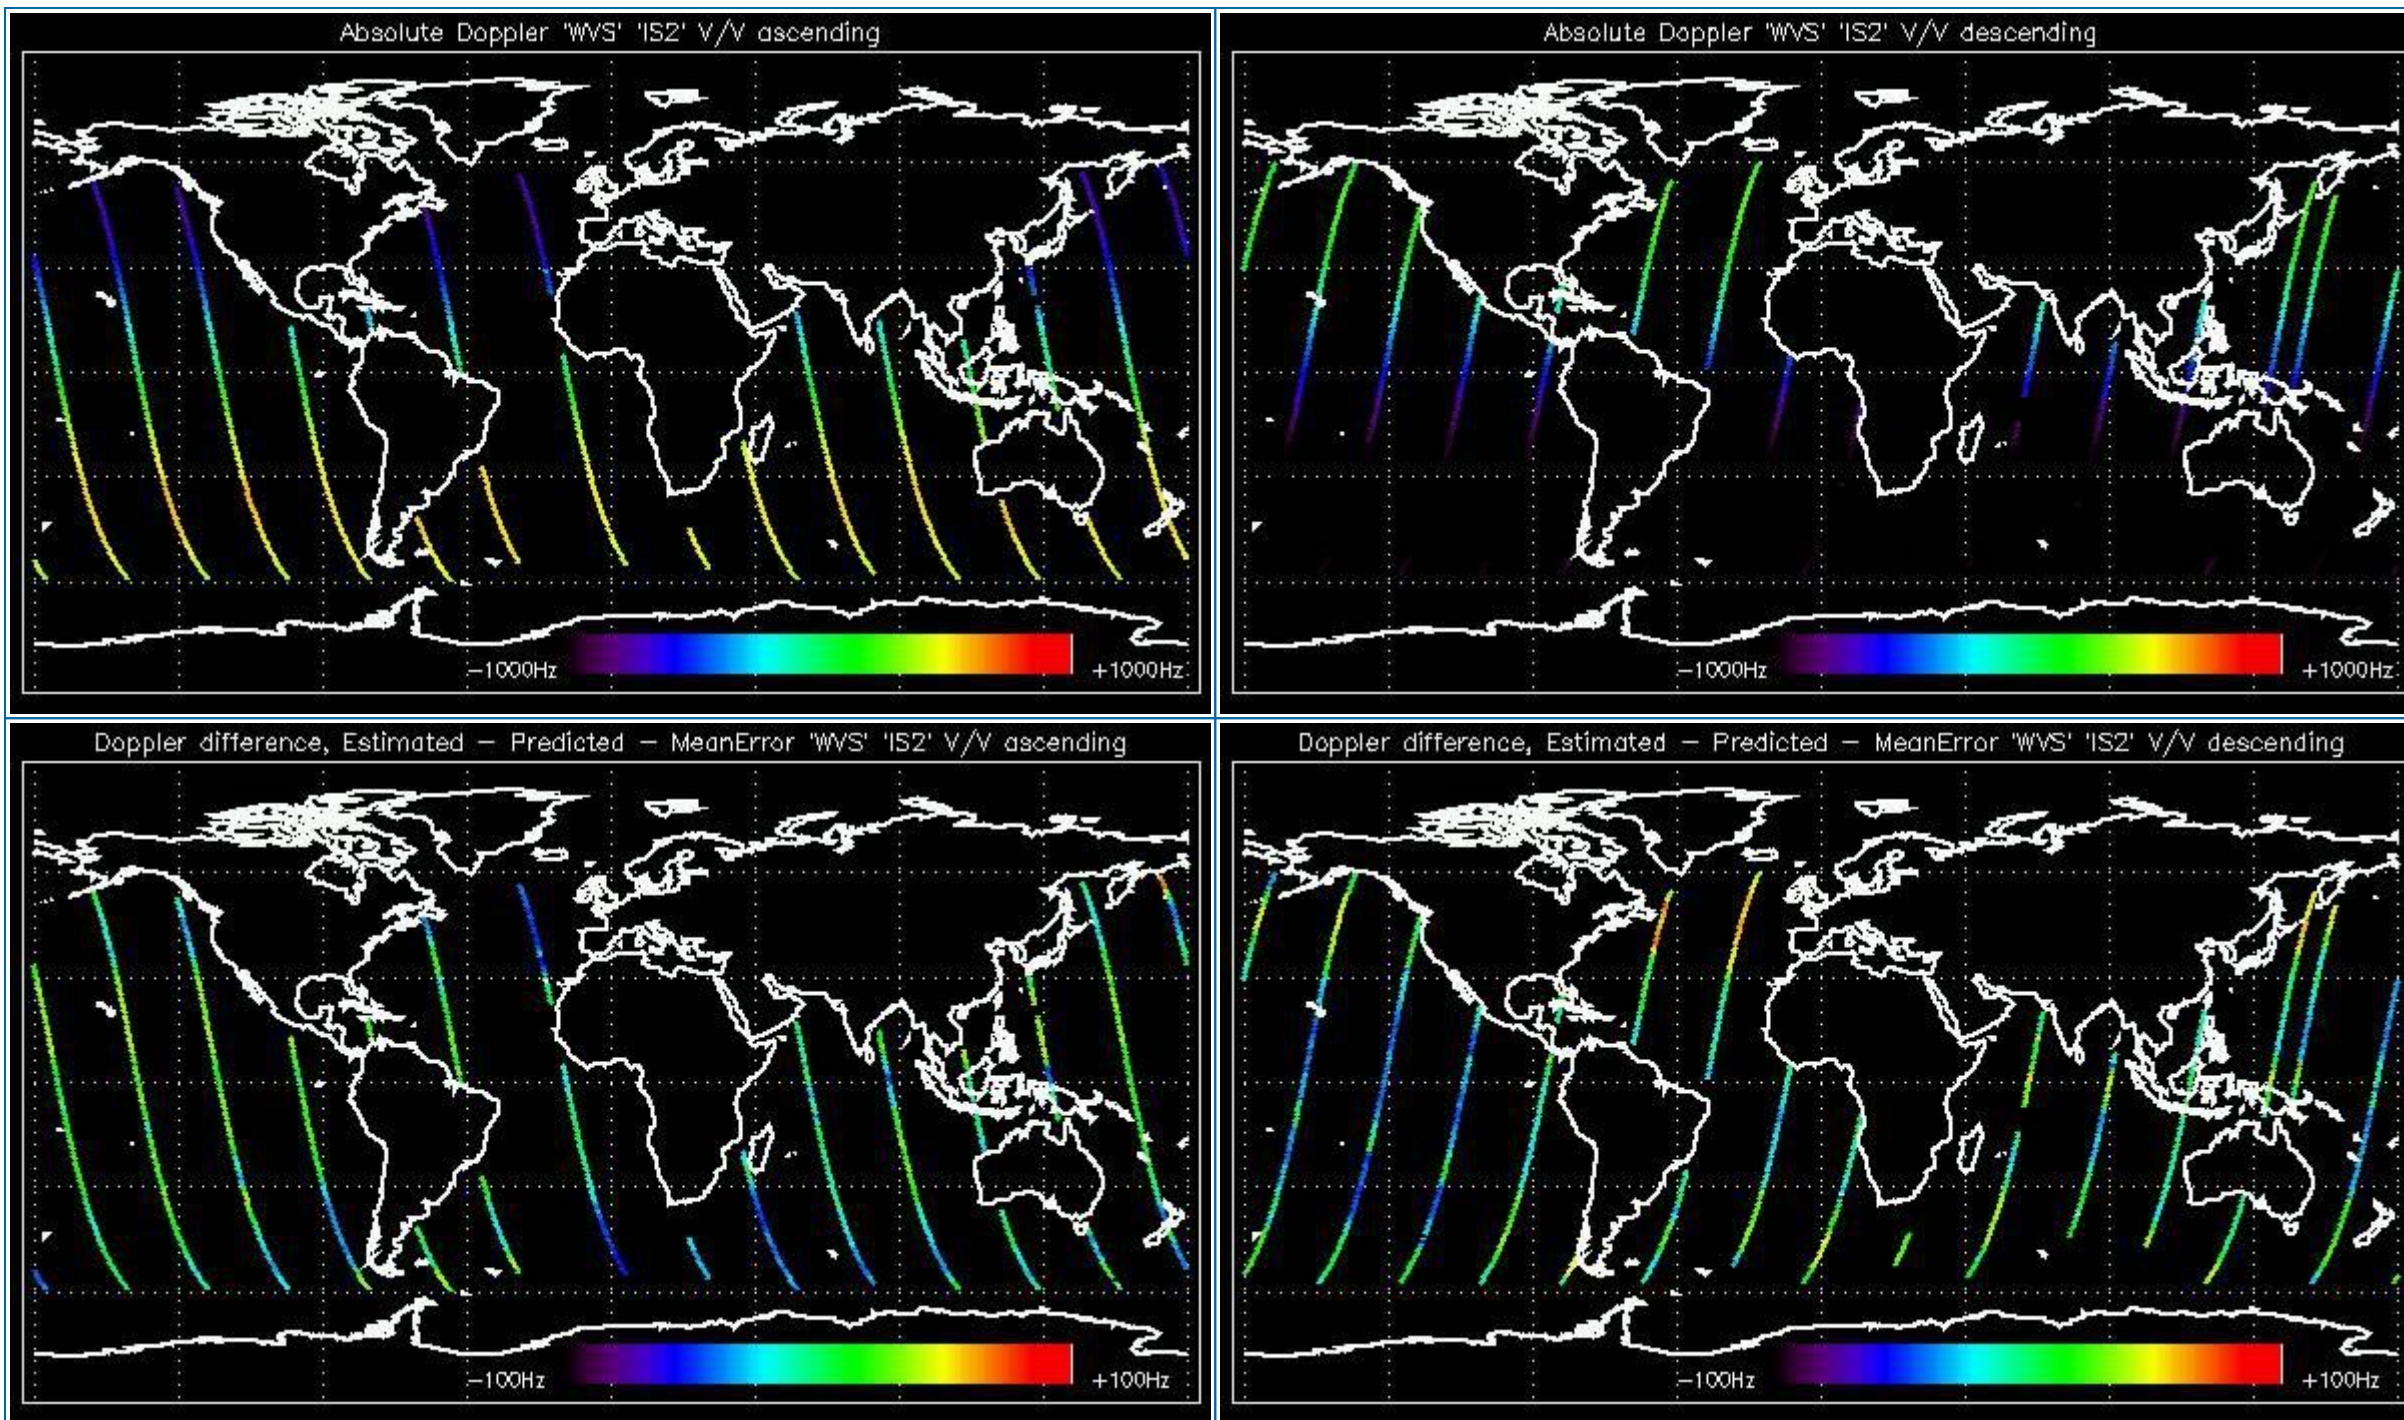 Absolute Doppler 'WVS' 'IS2' V/V ascending
-1000Hz
+1000Hz
Absolute Doppler 'WVS' 'IS2' V/V descending
-1000Hz
+1000Hz
Doppler difference, Estimated - Predicted - MeanError 'WVS' 'IS2' V/V ascending
-100Hz
+100Hz
Doppler difference, Estimated - Predicted - MeanError 'WVS' 'IS2' V/V descending
-100Hz
+100Hz